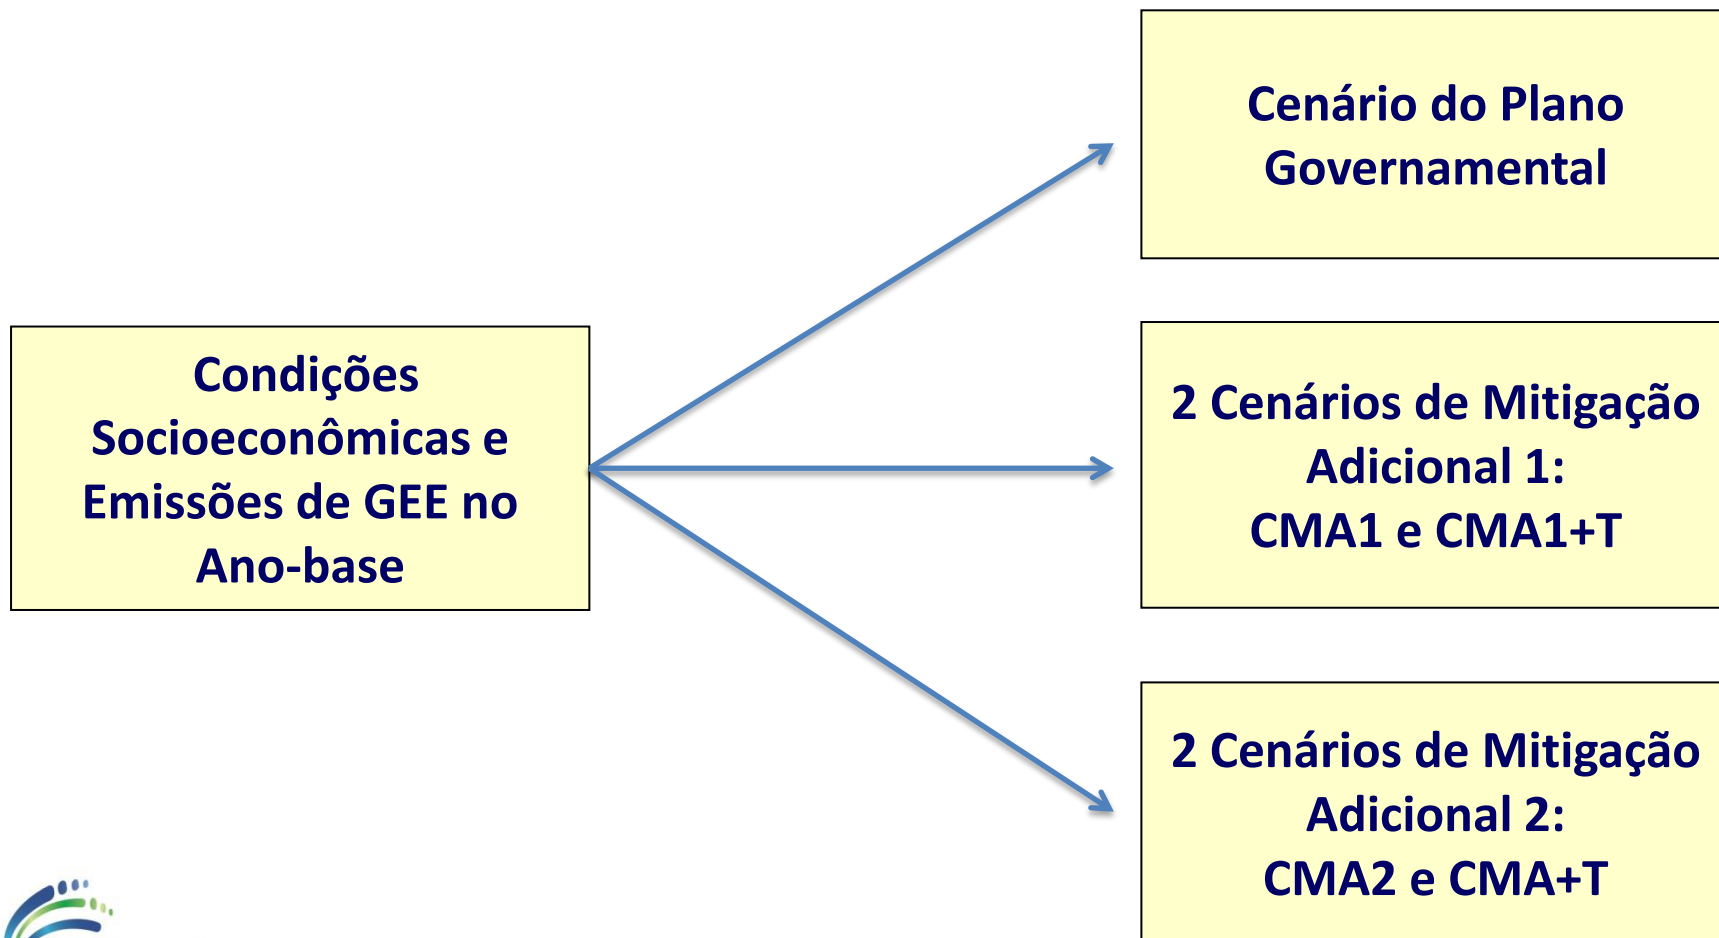 Condições
Socioeconômicas e
Emissões de GEE no
Ano-base
Cenário do Plano
Governamental
2 Cenários de Mitigação
Adicional 1:
CMA1 e CMA1+T
2 Cenários de Mitigação
Adicional 2:
CMA2 e CMA+T